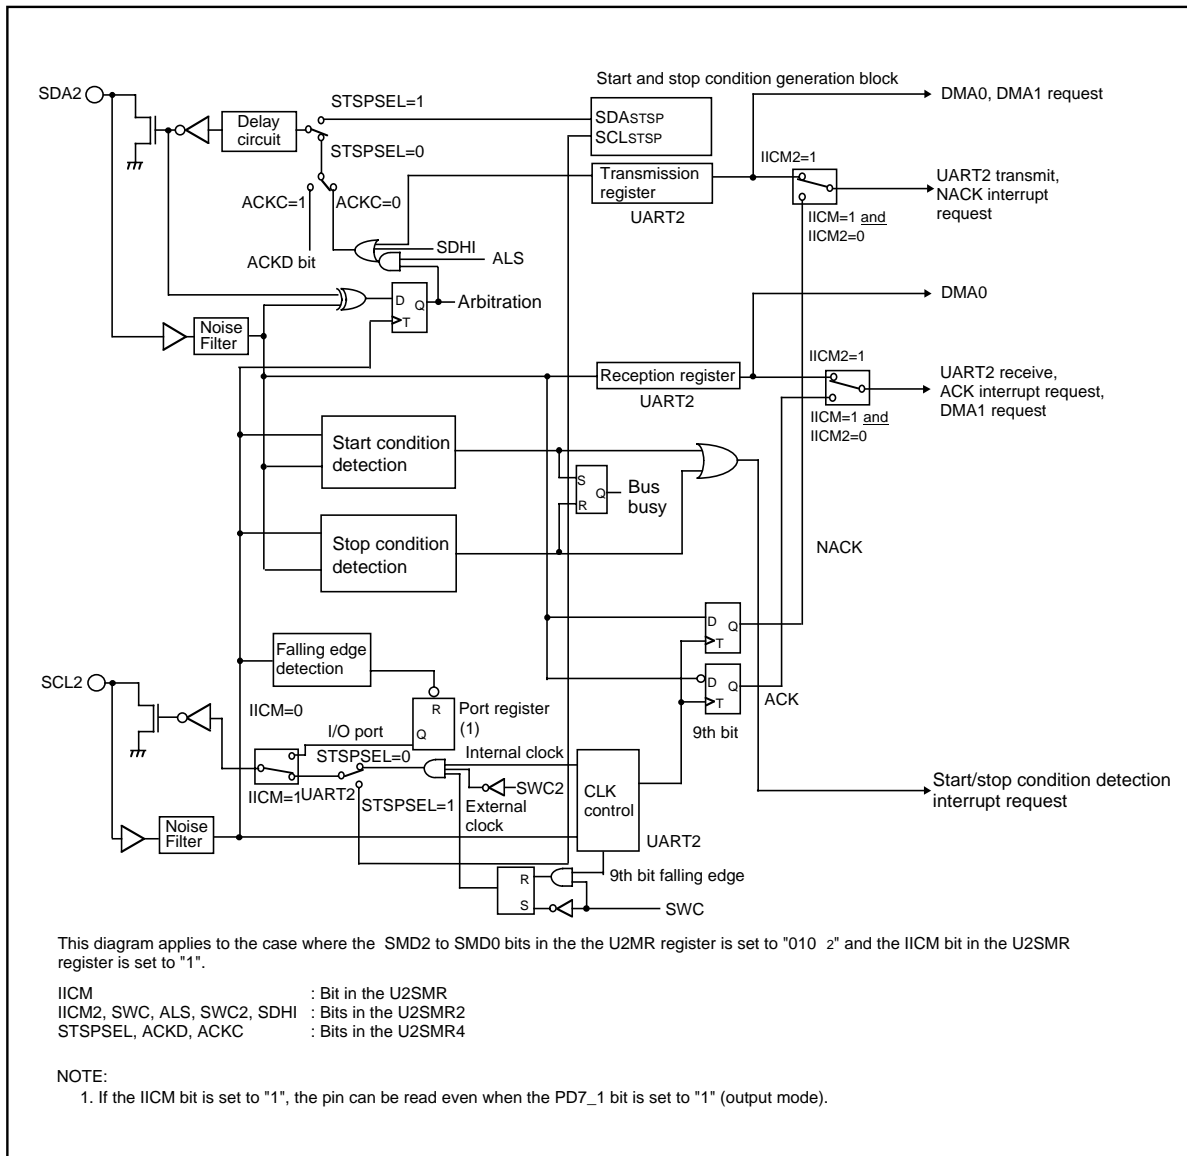 Start and stop condition generation block
SDA2
STSPSEL=1
SDASTSP
SCLSTSP
DMA0, DMA1 request
Delay
circuit
STSPSEL=0
IICM2=1
Transmission
register
UART2 transmit,
NACK interrupt
request
ACKC=1
ACKC=0
UART2
IICM=1 and
IICM2=0
SDHI
ALS
ACKD bit
D
Q
T
Arbitration
DMA0
Noise
Filter
IICM2=1
Reception register
UART2
UART2 receive,
ACK interrupt request,
DMA1 request
IICM=1 and
IICM2=0
Start condition
detection
S
R
Q
Bus
busy
Stop condition
detection
NACK
D
Q
T
Falling edge
detection
SCL2
D
Q
T
ACK
9th bit
IICM=0
R
Q
Port register
(1)
I/O port
STSPSEL=0
Internal clock
IICM=1
UART2
STSPSEL=1
SWC2
External
clock
CLK
control
Start/stop condition detection
interrupt request
Noise
Filter
UART2
R
S
9th bit falling edge
SWC
This diagram applies to the case where the SMD2 to SMD0 bits in the the U2MR register is set to "010 2" and the IICM bit in the U2SMR
register is set to "1".
IICM : Bit in the U2SMR
IICM2, SWC, ALS, SWC2, SDHI : Bits in the U2SMR2
STSPSEL, ACKD, ACKC : Bits in the U2SMR4
NOTE:
1. If the IICM bit is set to "1", the pin can be read even when the PD7_1 bit is set to "1" (output mode).